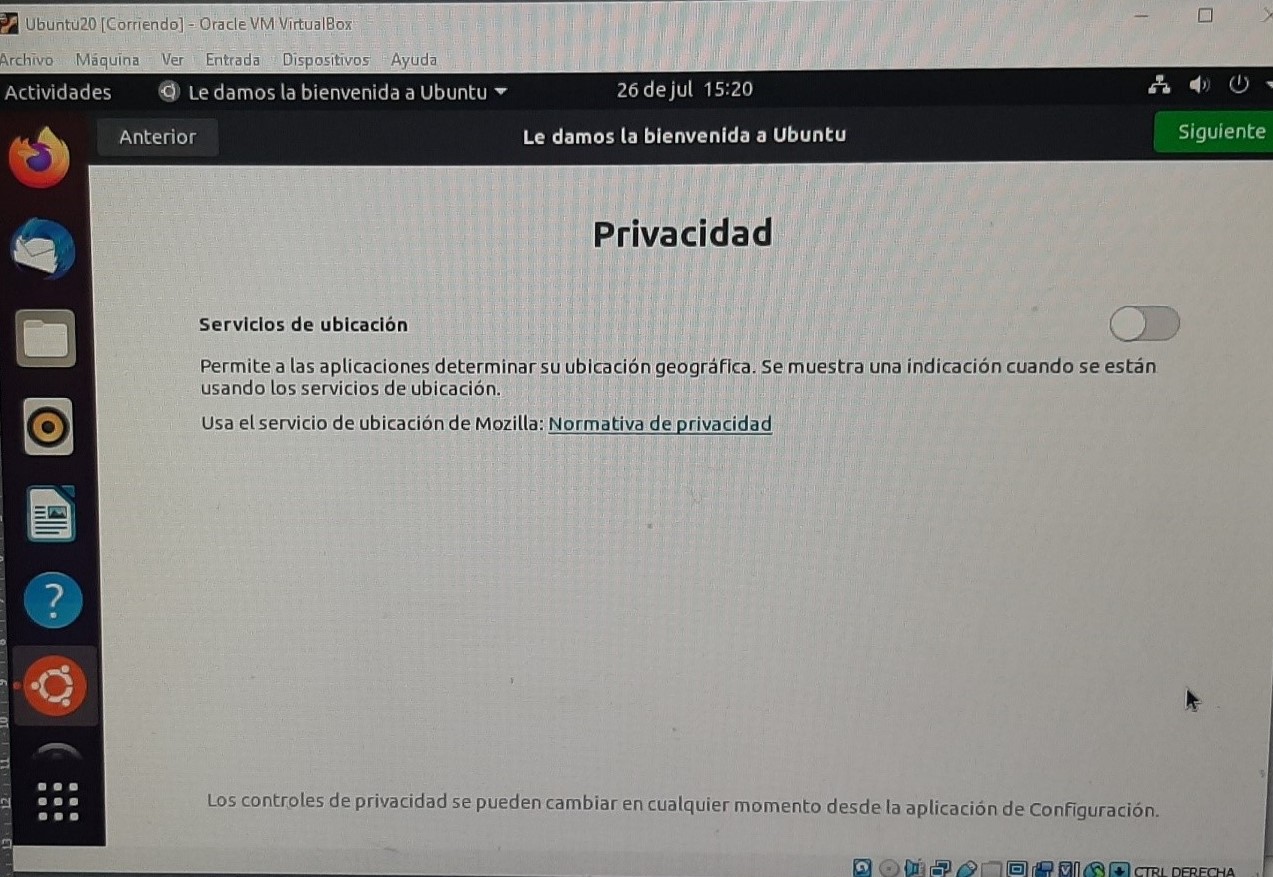 Ubuntu20 [Corriendo] - Oracle VM VirtualBox
Archivo Máquina Ver Entrada Dispositivos Ayuda
Actividades Le damos la bienvenida a Ubuntu 26 de jul 15:20
Anterior Le damos la bienvenida a Ubuntu Siguiente
Privacidad
Servicios de ubicación
Permite a las aplicaciones determinar su ubicación geográfica. Se muestra una indicación cuando se están
usando los servicios de ubicación.
Usa el servicio de ubicación de Mozilla: Normativa de privacidad
Los controles de privacidad se pueden cambiar en cualquier momento desde la aplicación de Configuración.
CTRL DERECHA